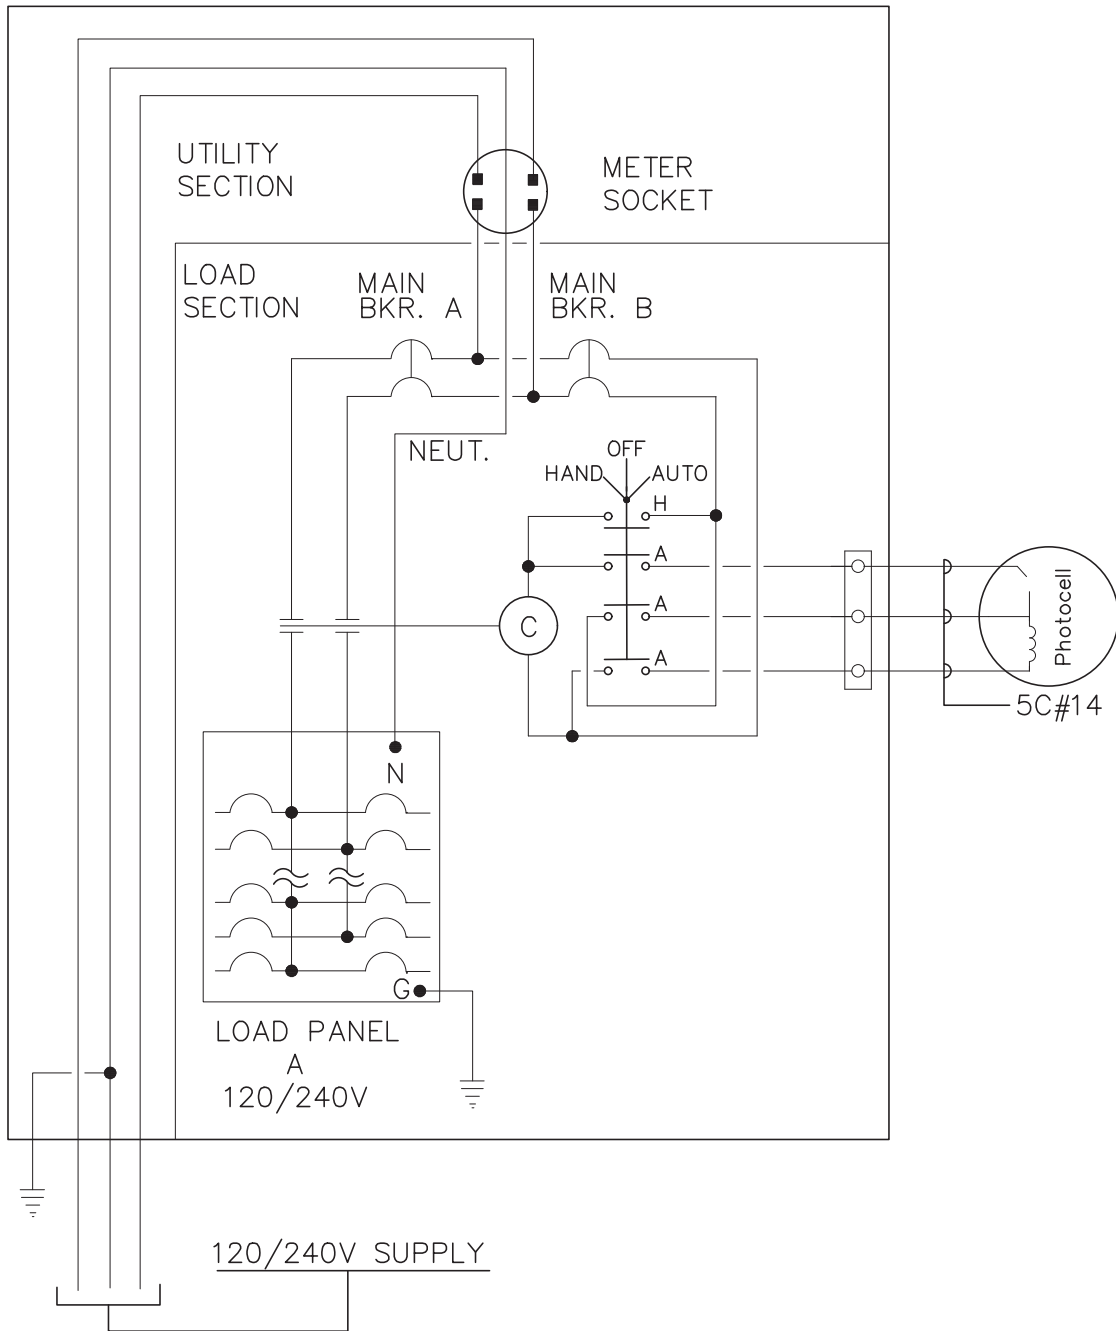 UTILITY
SECTION
METER
SOCKET
LOAD
SECTION
MAIN
BKR. A
MAIN
BKR. B
NEUT.
OFF
HAND
AUTO
H
A
A
A
C
Photocell
5C#14
N
G
LOAD PANEL
A
120/240V
120/240V SUPPLY